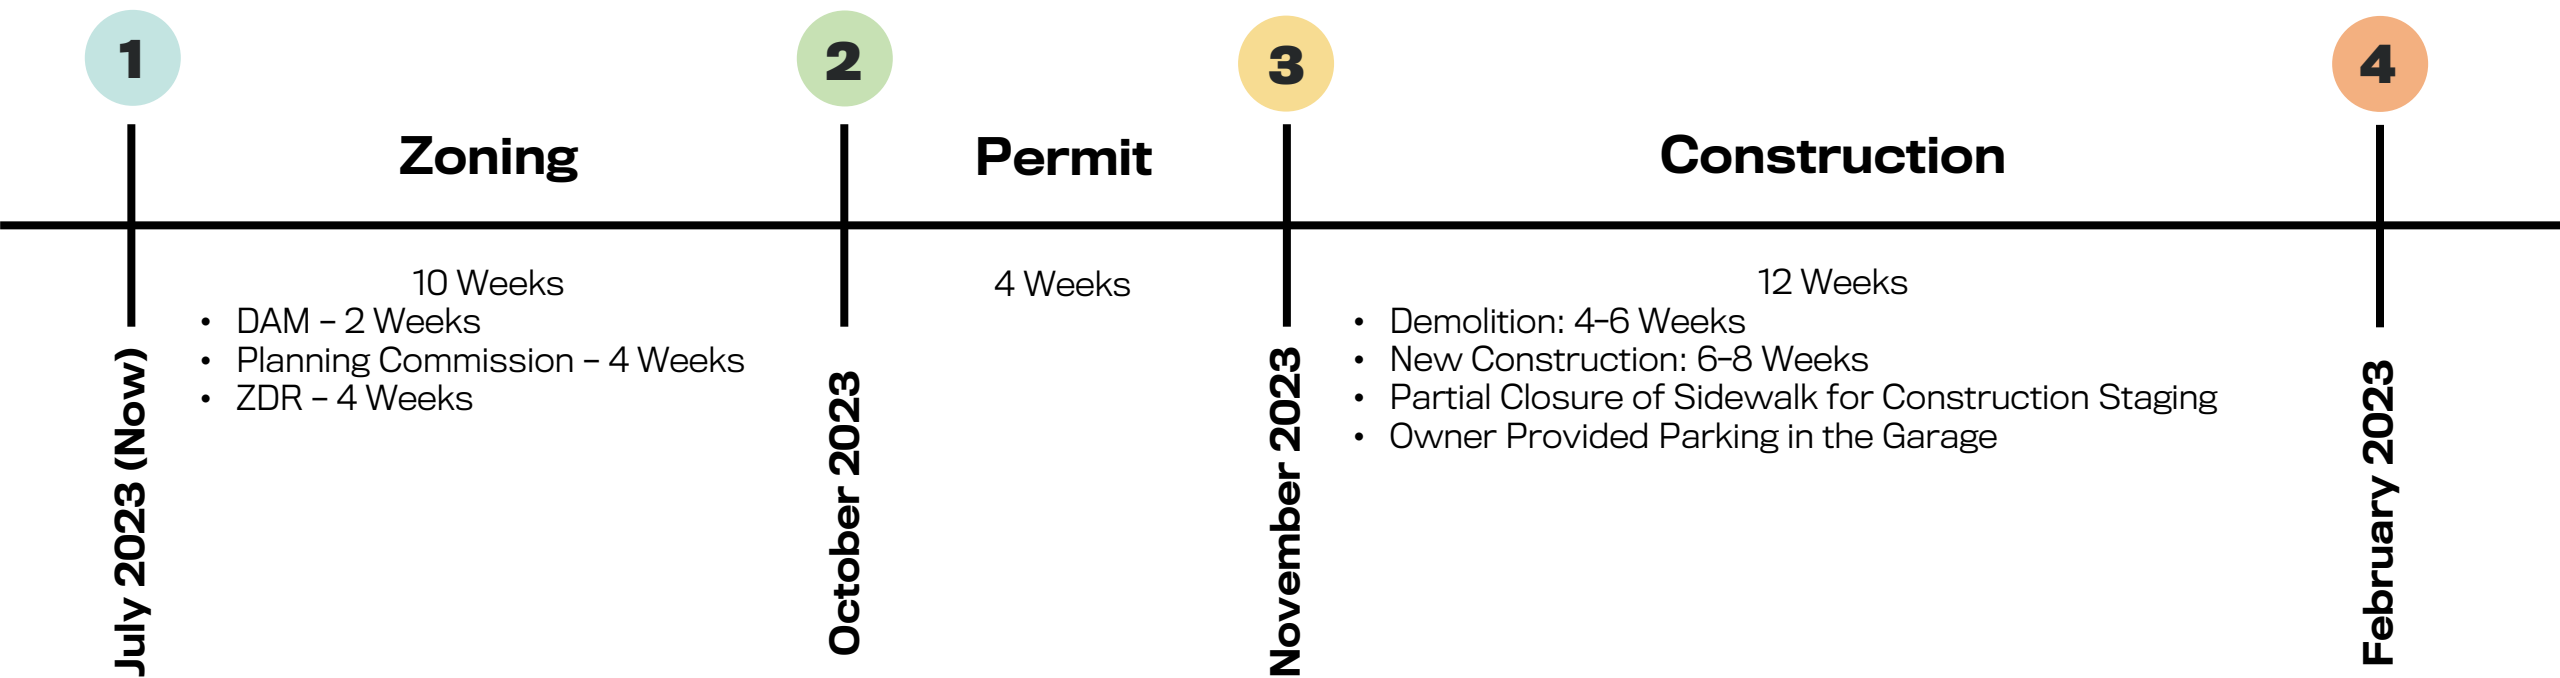 1
2
3
4
Zoning
Permit
Construction
10 Weeks
• DAM – 2 Weeks
• Planning Commission – 4 Weeks
• ZDR – 4 Weeks
4 Weeks
12 Weeks
• Demolition: 4–6 Weeks
• New Construction: 6–8 Weeks
• Partial Closure of Sidewalk for Construction Staging
• Owner Provided Parking in the Garage
July 2023 (Now)
October 2023
November 2023
February 2023